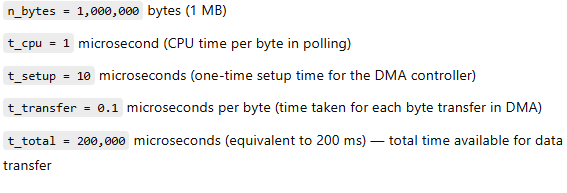 n_bytes = 1,000,000 bytes (1 MB)
t_cpu = 1 microsecond (CPU time per byte in polling)
t_setup = 10 microseconds (one-time setup time for the DMA controller)
t_transfer = 0.1 microseconds per byte (time taken for each byte transfer in DMA)
t_total = 200,000 microseconds (equivalent to 200 ms) — total time available for data
transfer